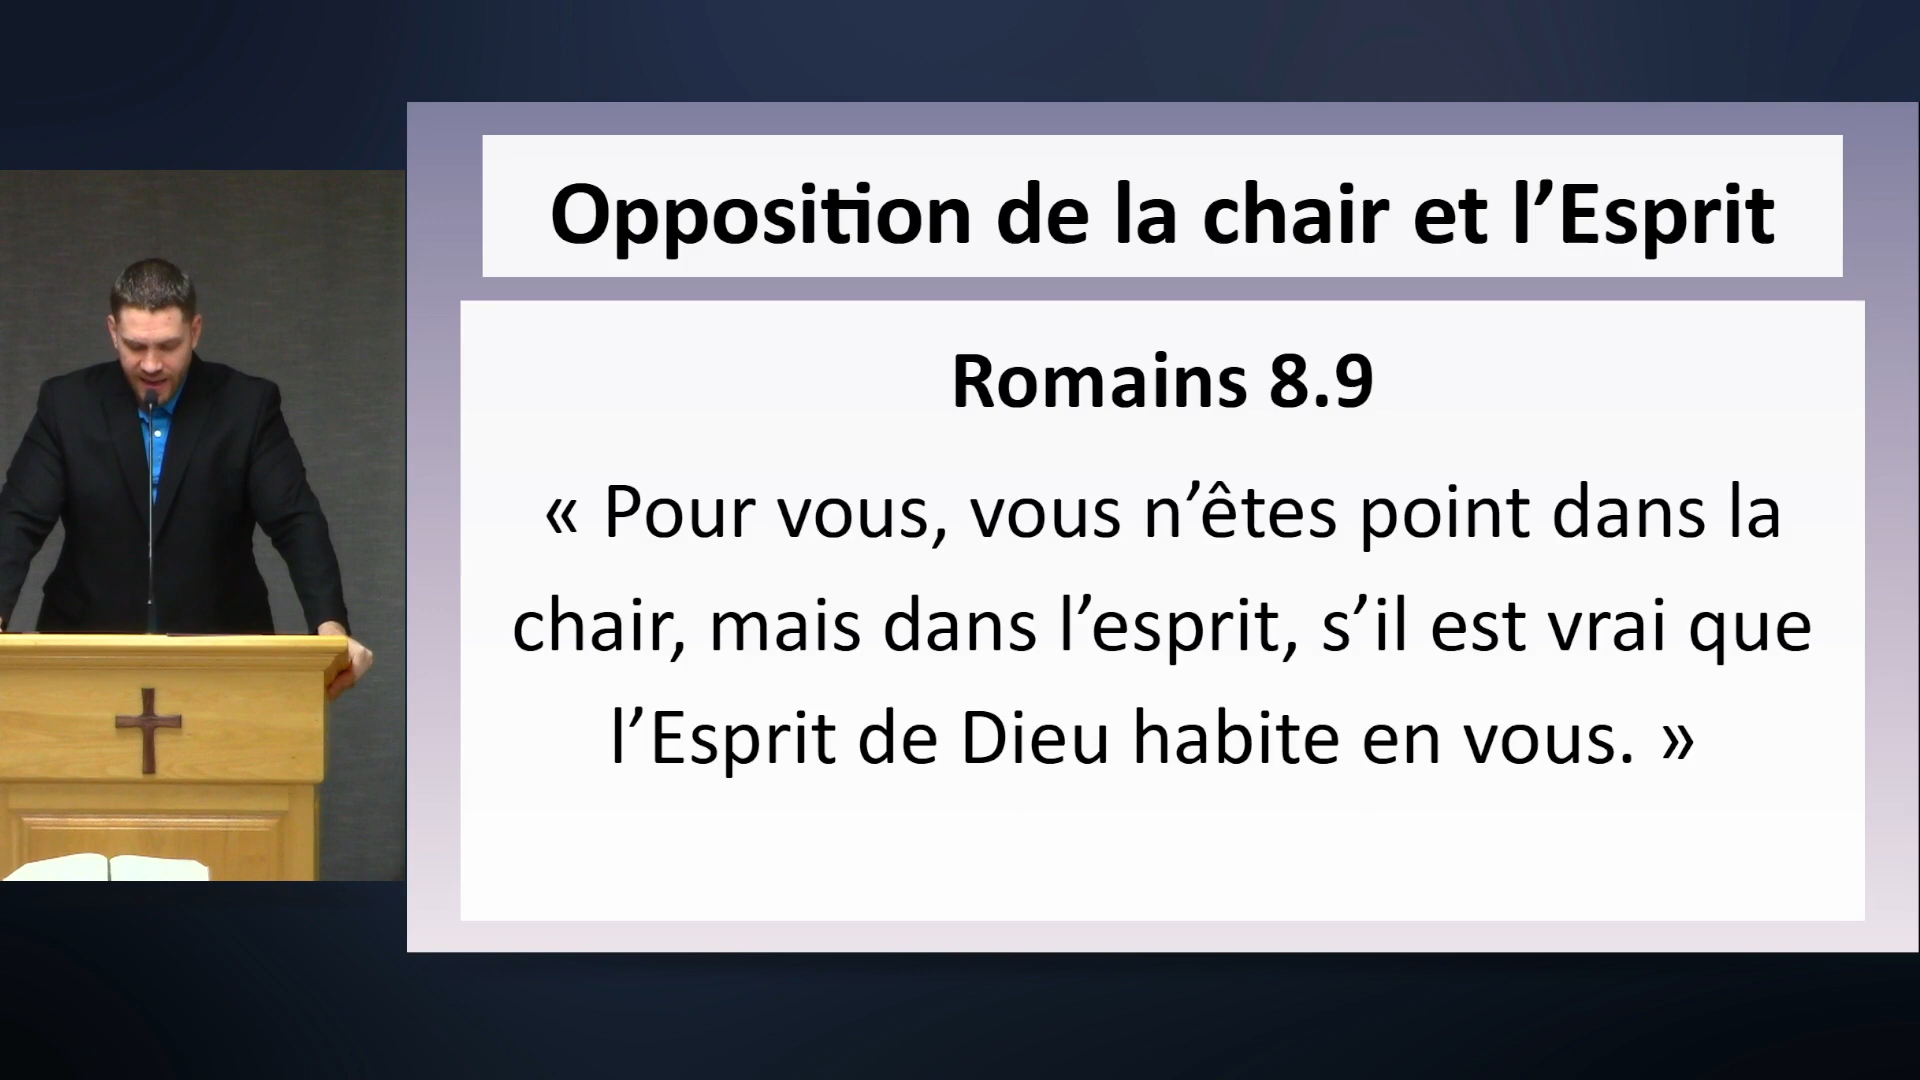 Opposition de la chair et l’Esprit
Romains 8.9
« Pour vous, vous n’êtes point dans la
chair, mais dans l’esprit, s’il est vrai que
l’Esprit de Dieu habite en vous. »